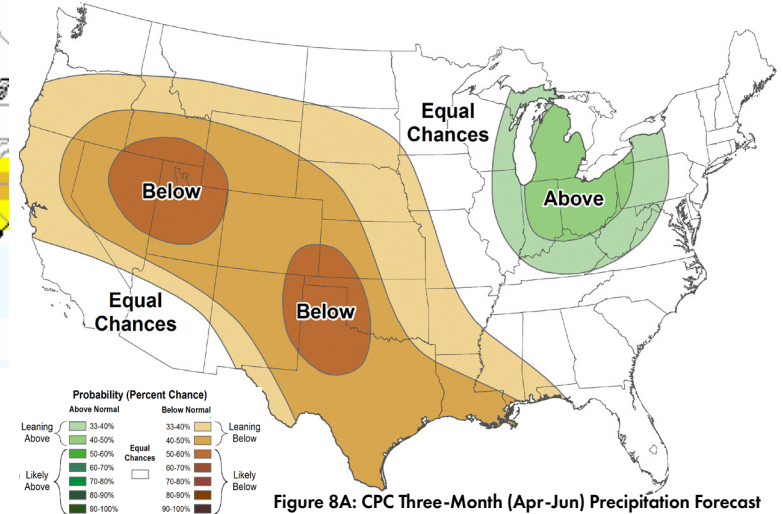 Equal
Chances
Above
Below
Below
Equal
Chances
Probability (Percent Chance)
Above Normal
Below Normal
Leaning
Above
33-40%
40-50%
50-60%
60-70%
70-80%
80-90%
90-100%
Likely
Above
Equal
Chances
33-40%
40-50%
50-60%
60-70%
70-80%
80-90%
90-100%
Leaning
Below
Likely
Below
Figure 8A: CPC Three-Month (Apr-Jun) Precipitation Forecast